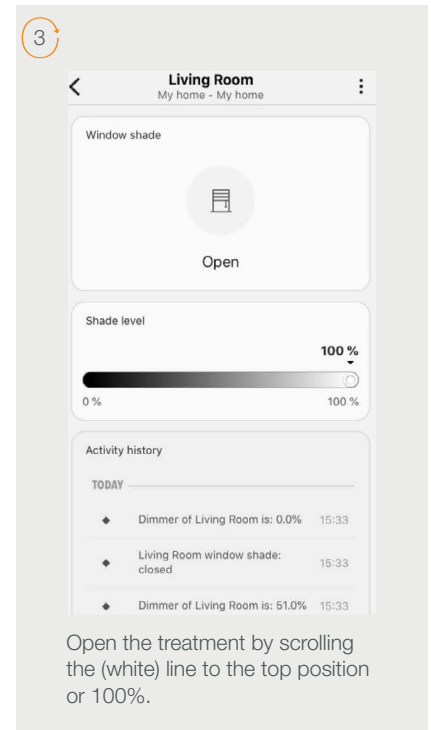 3
Living Room
My home - My home
Window shade
Open
Shade level
100 %
0 %
100 %
Activity history
TODAY
Dimmer of Living Room is: 0.0% 15:33
Living Room window shade:
closed
15:33
Dimmer of Living Room is: 51.0% 15:33
Open the treatment by scrolling
the (white) line to the top position
or 100%.